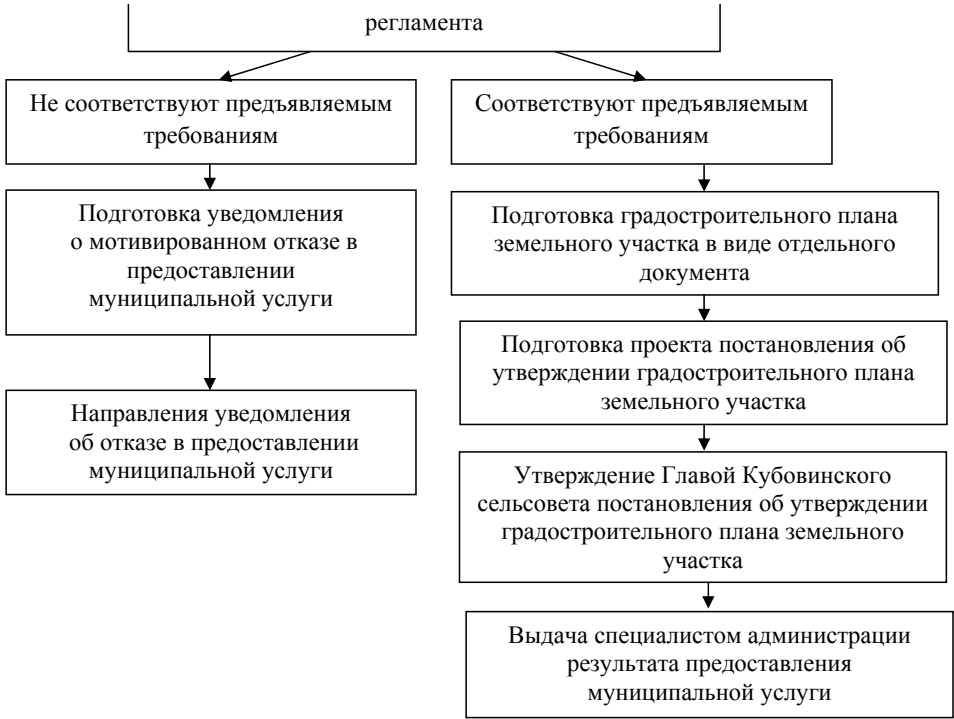 регламента
Не соответствуют предъявляемым
требованиям
Соответствуют предъявляемым
требованиям
Подготовка уведомления
о мотивированном отказе в
предоставлении
муниципальной услуги
Подготовка градостроительного плана
земельного участка в виде отдельного
документа
Подготовка проекта постановления об
утверждении градостроительного плана
земельного участка
Направления уведомления
об отказе в предоставлении
муниципальной услуги
Утверждение Главой Кубовинского
сельсовета постановления об утверждении
градостроительного плана земельного
участка
Выдача специалистом администрации
результата предоставления
муниципальной услуги